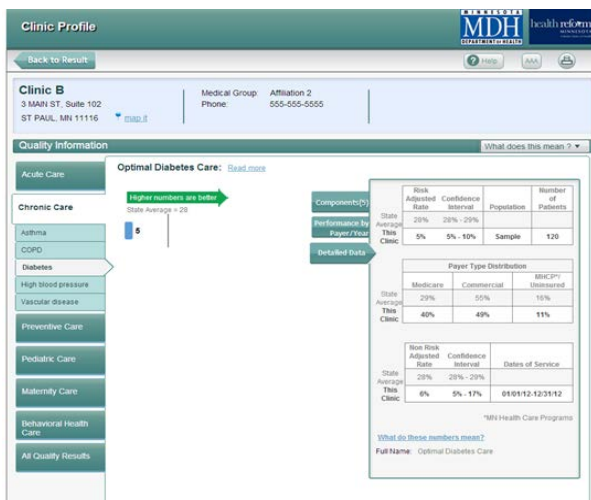 Clinic Profile
MINNESOTA
MDH
DEPARTMENT OF HEALTH
health reform
MINNESOTA
Back to Result
Help
AAA
Clinic B
3 MAIN ST, Suite 102
ST PAUL, MN 11116
map it
Medical Group: Affiliation 2
Phone: 555-555-5555
Quality Information
What does this mean ? ▼
Acute Care
Chronic Care
Asthma
COPD
Diabetes
High blood pressure
Vascular disease
Preventive Care
Pediatric Care
Maternity Care
Behavioral Health Care
All Quality Results
Optimal Diabetes Care: Read more
Higher numbers are better
State Average = 28
5
Components(5)
Performance by Payer/Year
Detailed Data
Risk Adjusted Rate Confidence Interval Population Number of Patients
State Average 28% 28% - 29%
This Clinic 5% 5% - 10% Sample 120
Payer Type Distribution
Medicare Commercial MHCP*/ Uninsured
State Average 29% 55% 16%
This Clinic 40% 49% 11%
Non Risk Adjusted Rate Confidence Interval Dates of Service
State Average 28% 28% - 29%
This Clinic 6% 5% - 17% 01/01/12-12/31/12
*MN Health Care Programs
What do these numbers mean?
Full Name: Optimal Diabetes Care